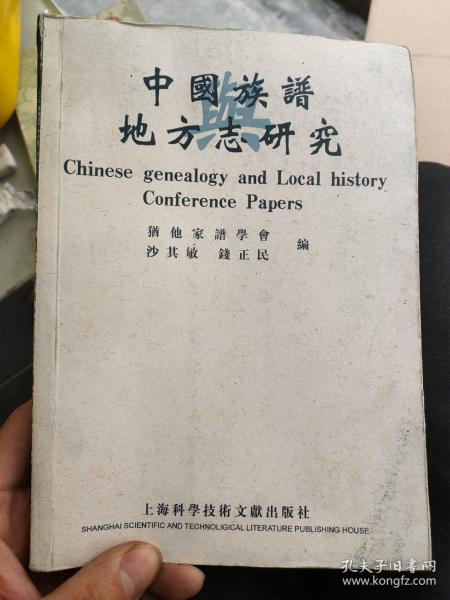 中國族譜
與
地方志研究
Chinese genealogy and Local history
Conference Papers
猶他家譜學會
沙其敏 錢正民 編
上海科學技術文獻出版社
SHANGHAI SCIENTIFIC AND TECHNOLIGICAL LITERATURE PUBLISHING HOUSE
孔夫子旧书网
www.kongfz.com